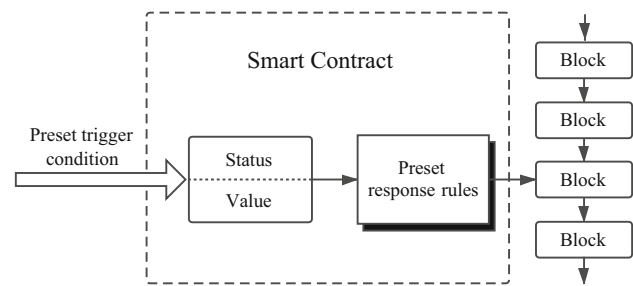 Smart Contract
Preset trigger
condition
Status
Value
Preset
response rules
Block
Block
Block
Block